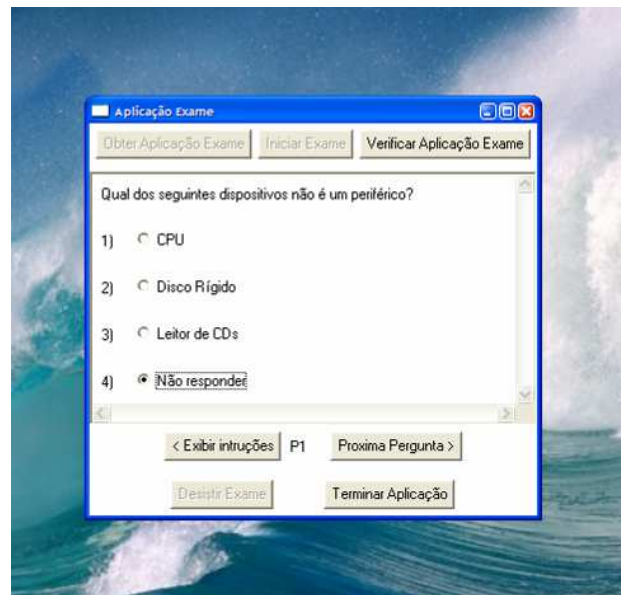 Aplicação Exame
Obter Aplicação Exame Iniciar Exame Verificar Aplicação Exame
Qual dos seguintes dispositivos não é um periférico?
1) CPU
2) Disco Rígido
3) Leitor de CDs
4) Não responder
< Exibir intruções P1 Proxima Pergunta >
Desistir Exame Terminar Aplicação